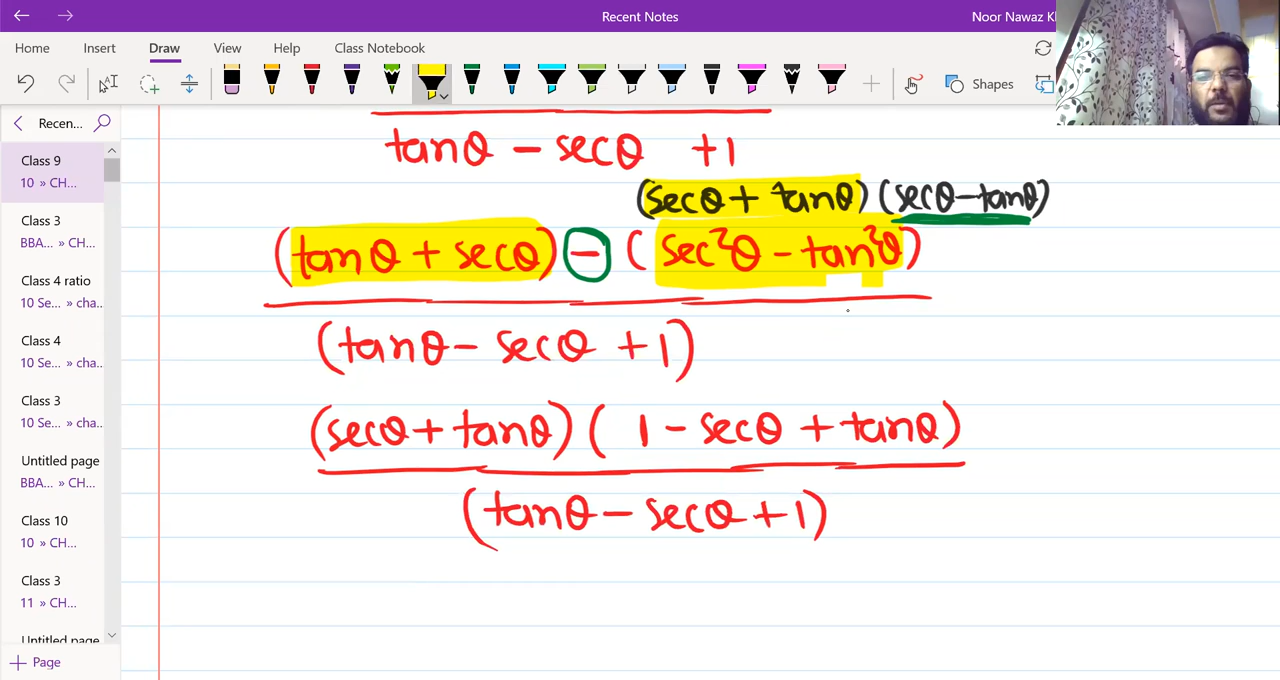 Recent Notes
Noor Nawaz
Home Insert Draw View Help Class Notebook
Shapes
Recen...
Class 9
10 » CH...
Class 3
BBA... » CH...
Class 4 ratio
10 Se... » cha...
Class 4
10 Se... » cha..
Class 3
10 Se... » cha..
Untitled page
BBA... » CH...
Class 10
10 » CH...
Class 3
11 » CH...
Untitled page
+ Page
tanθ - secθ +1
(secθ + tanθ) (secθ - tanθ)
(tanθ + secθ) - (sec²θ - tan²θ)
(tanθ - secθ +1)
(secθ + tanθ) ( 1 - secθ + tanθ)
(tanθ - secθ +1)